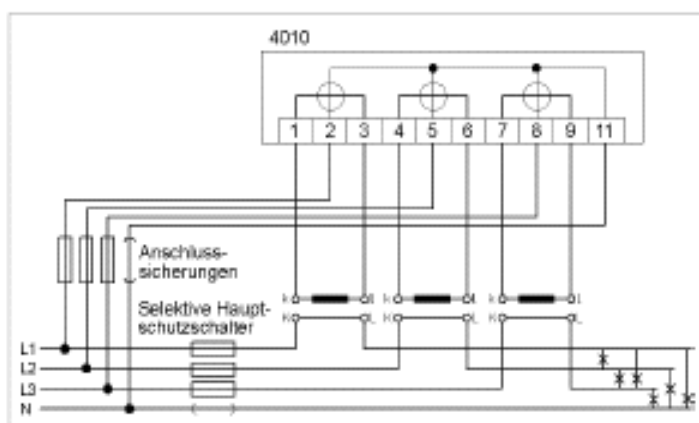 4010
1 2 3 4 5 6 7 8 9 11
Anschluss-
sicherungen
Selektive Haupt-
schutzschalter
k l k l k l
K L K L K L
L1
L2
L3
N